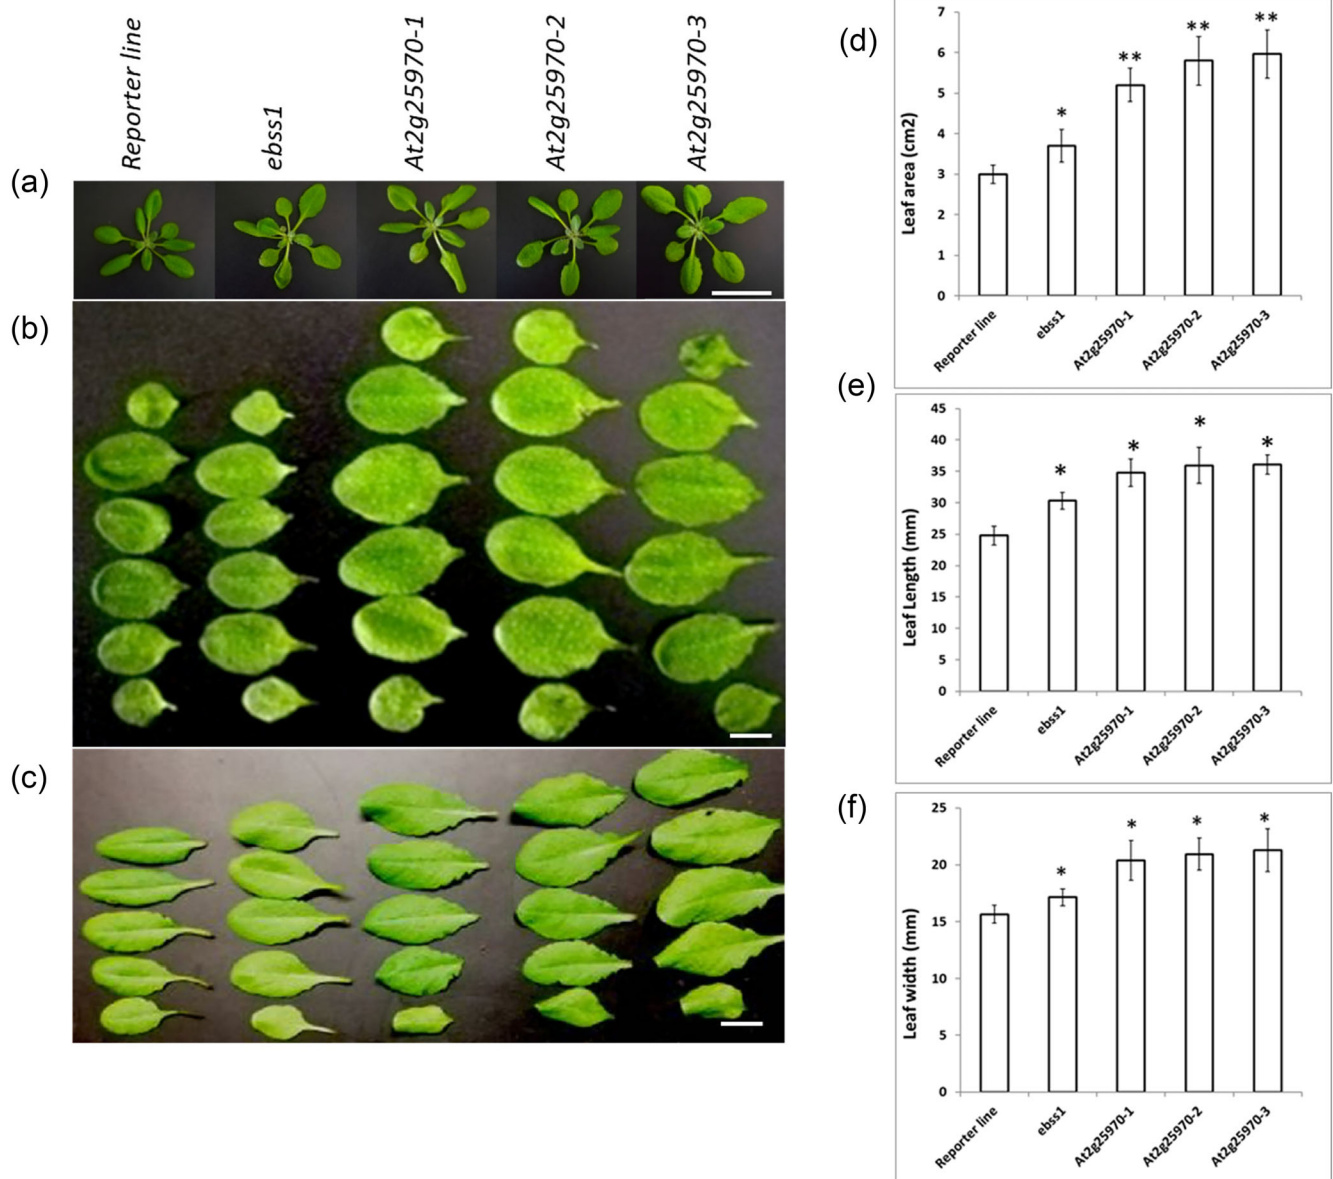 Reporter line
ebss1
At2g25970-1
At2g25970-2
At2g25970-3
(a)
(b)
(c)
(d)
7
6
5
4
3
2
1
0
Leaf area (cm2)
*
**
**
**
Reporter line
ebss1
At2g25970-1
At2g25970-2
At2g25970-3
(e)
45
40
35
30
25
20
15
10
5
0
Leaf Length (mm)
*
*
*
*
Reporter line
ebss1
At2g25970-1
At2g25970-2
At2g25970-3
(f)
25
20
15
10
5
0
Leaf width (mm)
*
*
*
*
Reporter line
ebss1
At2g25970-1
At2g25970-2
At2g25970-3